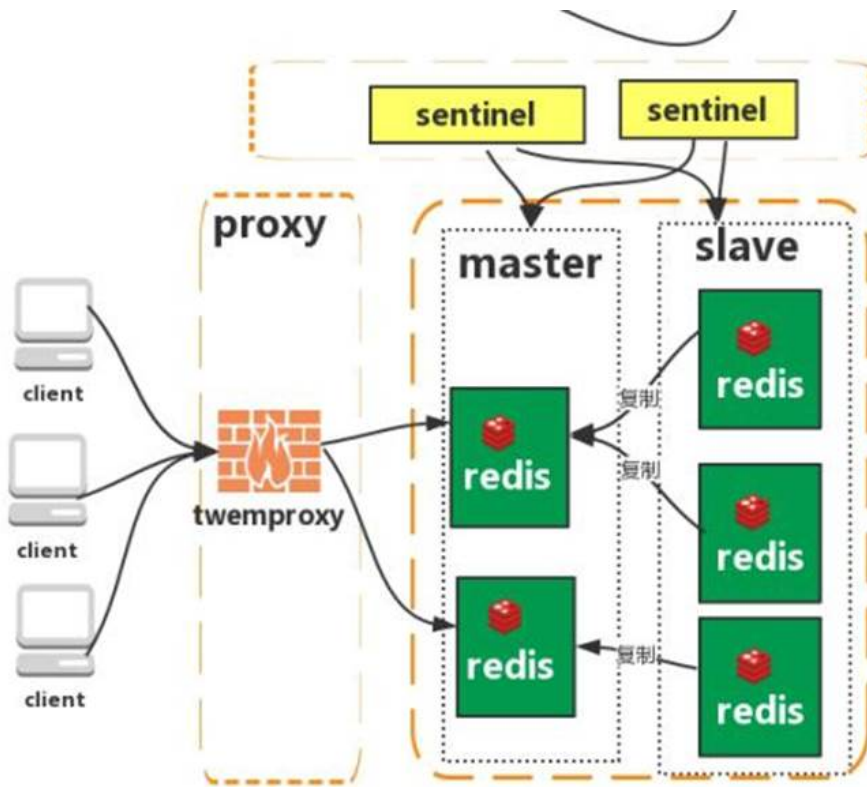 sentinel
sentinel
proxy
master
slave
client
client
client
twemproxy
redis
redis
复制
复制
复制
redis
redis
redis